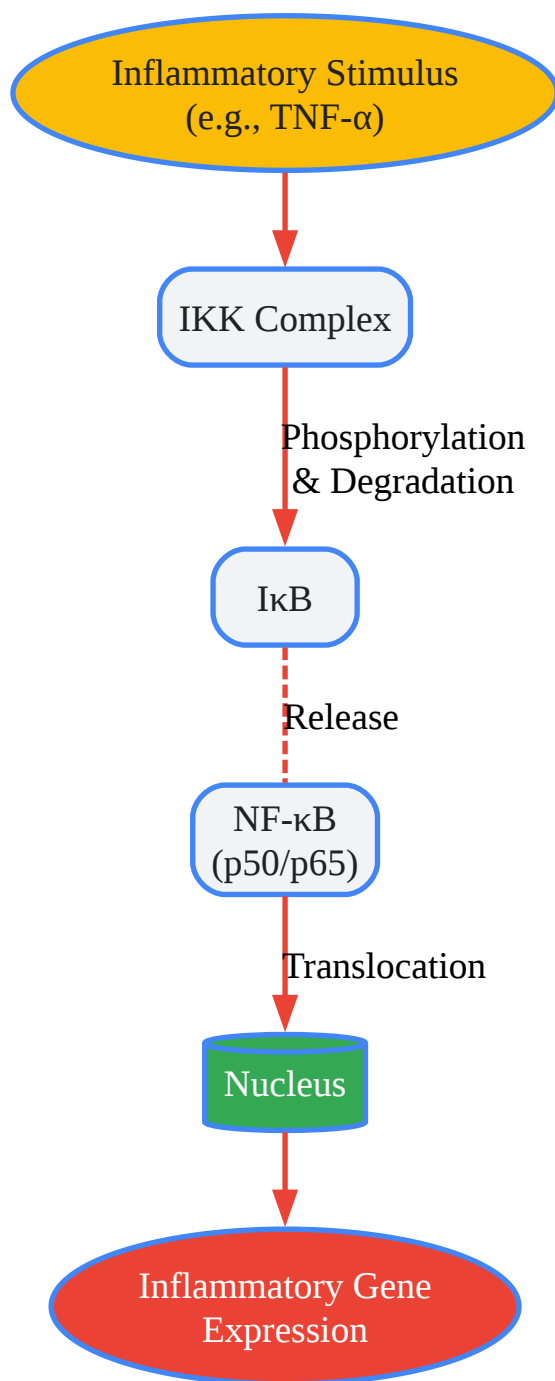 Inflammatory Stimulus
(e.g., TNF-α)
IKK Complex
Phosphorylation
& Degradation
IκB
Release
NF-κB
(p50/p65)
Translocation
Nucleus
Inflammatory Gene
Expression